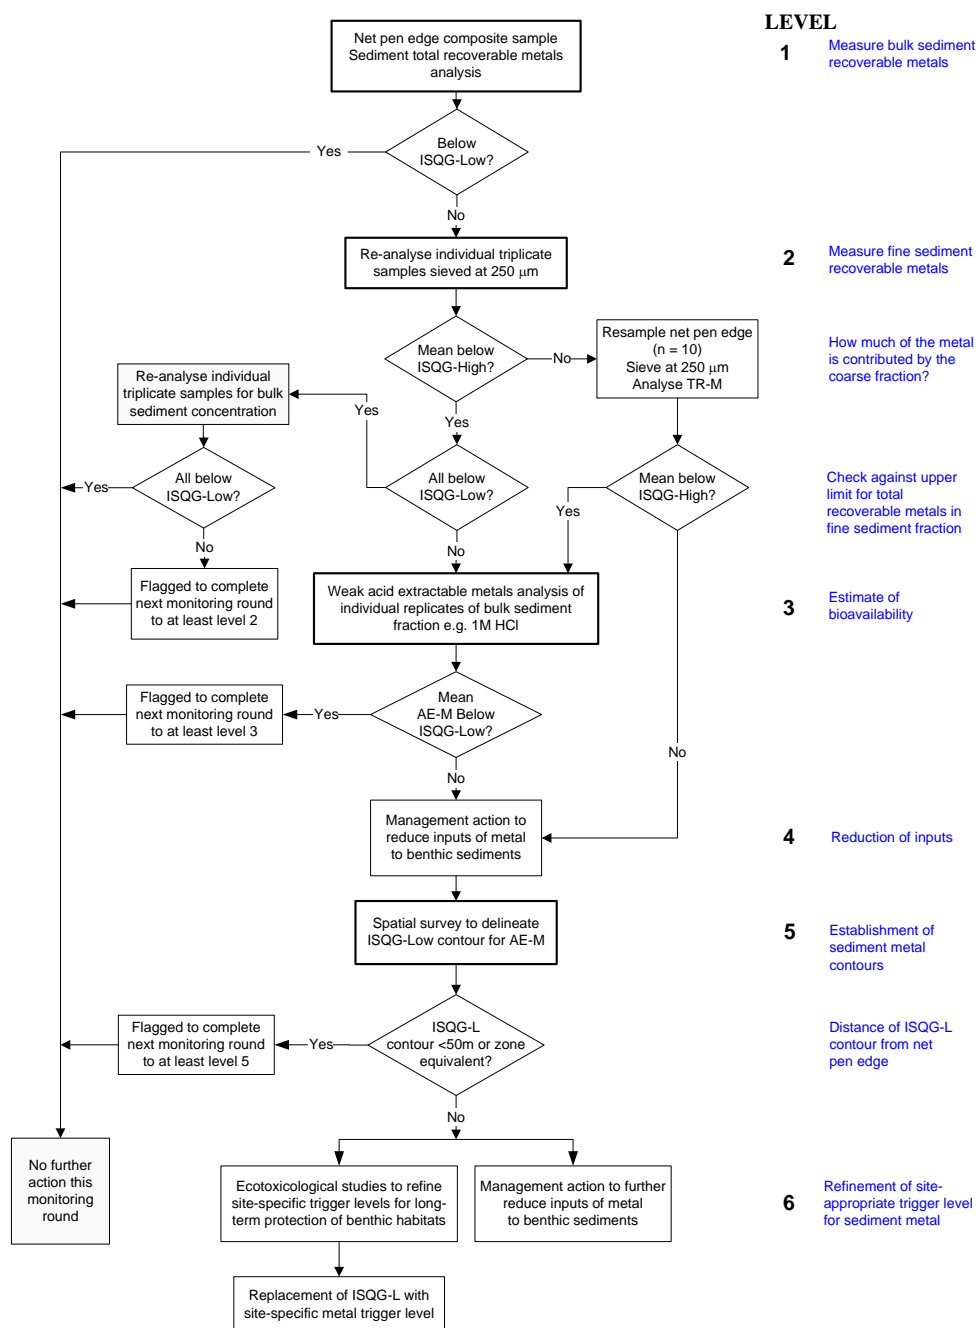 LEVEL
Net pen edge composite sample
Sediment total recoverable metals
analysis
1
Measure bulk sediment
recoverable metals
Below
ISQG-Low?
Yes
No
Re-analyse individual triplicate
samples sieved at 250 µm
2
Measure fine sediment
recoverable metals
Mean below
ISQG-High?
No
Resample net pen edge
(n = 10)
Sieve at 250 µm
Analyse TR-M
How much of the metal
is contributed by the
coarse fraction?
Re-analyse individual
triplicate samples for bulk
sediment concentration
Yes
Yes
All below
ISQG-Low?
Yes
All below
ISQG-Low?
Mean below
ISQG-High?
Check against upper
limit for total
recoverable metals in
fine sediment fraction
Yes
No
No
Flagged to complete
next monitoring round
to at least level 2
Weak acid extractable metals analysis of
individual replicates of bulk sediment
fraction e.g. 1M HCl
3
Estimate of
bioavailability
Flagged to complete
next monitoring round
to at least level 3
Yes
Mean
AE-M Below
ISQG-Low?
No
No
Management action to
reduce inputs of metal
to benthic sediments
4
Reduction of inputs
Spatial survey to delineate
ISQG-Low contour for AE-M
5
Establishment of
sediment metal
contours
Flagged to complete
next monitoring round
to at least level 5
Yes
ISQG-L
contour <50m or zone
equivalent?
Distance of ISQG-L
contour from net
pen edge
No
No further
action this
monitoring
round
Ecotoxicological studies to refine
site-specific trigger levels for long-
term protection of benthic habitats
Management action to further
reduce inputs of metal
to benthic sediments
6
Refinement of site-
appropriate trigger level
for sediment metal
Replacement of ISQG-L with
site-specific metal trigger level